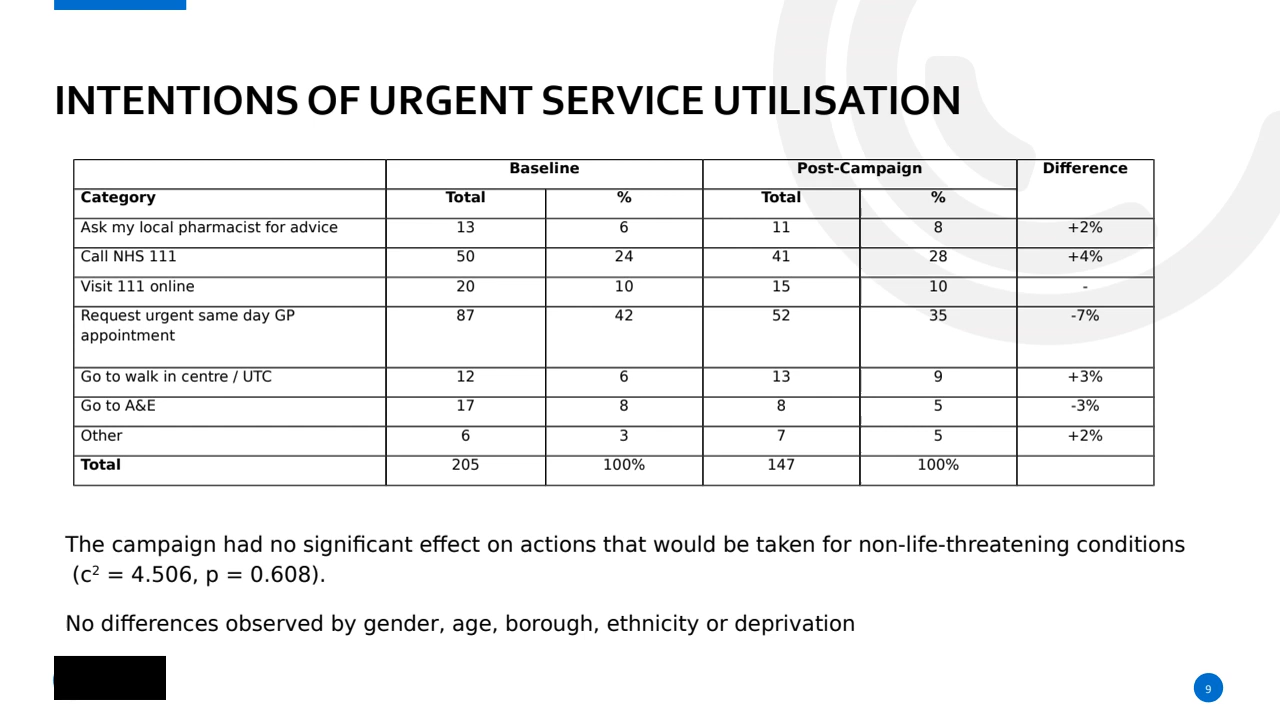 INTENTIONS OF URGENT SERVICE UTILISATION
Baseline Post-Campaign Difference
Category Total % Total %
Ask my local pharmacist for advice 13 6 11 8 +2%
Call NHS 111 50 24 41 28 +4%
Visit 111 online 20 10 15 10 -
Request urgent same day GP
appointment 87 42 52 35 -7%
Go to walk in centre / UTC 12 6 13 9 +3%
Go to A&E 17 8 8 5 -3%
Other 6 3 7 5 +2%
Total 205 100% 147 100%
The campaign had no significant effect on actions that would be taken for non-life-threatening conditions
(c² = 4.506, p = 0.608).
No differences observed by gender, age, borough, ethnicity or deprivation
9